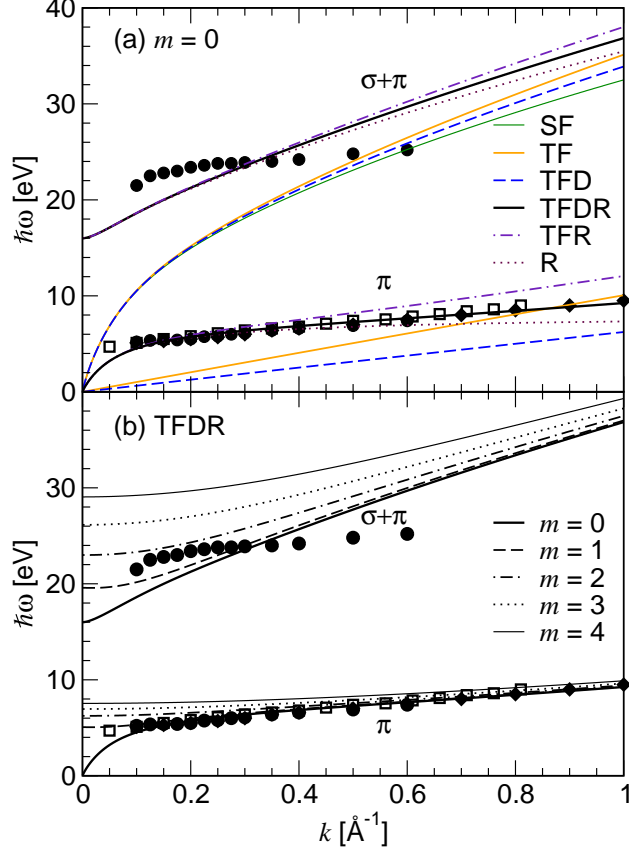 40
(a) m = 0
σ+π
30
SF
TF
20
TFD
TFDR
TFR
π
R
10
0
ħω [eV]
(b) TFDR
30
σ+π
m = 0
m = 1
20
m = 2
m = 3
m = 4
10
π
0
ħω [eV]
0 0.2 0.4 0.6 0.8 1
k [Å⁻¹]